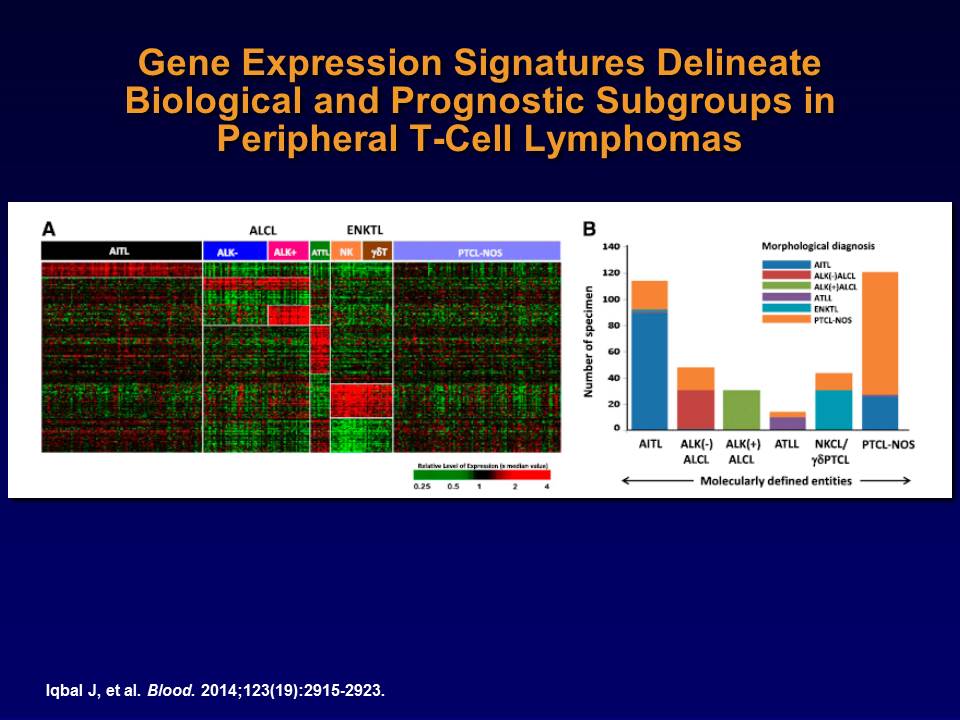 Gene Expression Signatures Delineate
Biological and Prognostic Subgroups in
Peripheral T-Cell Lymphomas
A
ALCL
ENKTL
AITL
ALK-
ALK+
ATTL
NK
γδT
PTCL-NOS
Relative Level of Expression (x median value)
0.25 0.5 1 2 4
B
Number of specimen
140
120
100
80
60
40
20
0
Morphological diagnosis
AITL
ALK(-)ALCL
ALK(+)ALCL
ATLL
ENKTL
PTCL-NOS
AITL
ALK(-)
ALCL
ALK(+)
ALCL
ATLL
NKCL/
γδPTCL
PTCL-NOS
Molecularly defined entities
Iqbal J, et al. Blood. 2014;123(19):2915-2923.